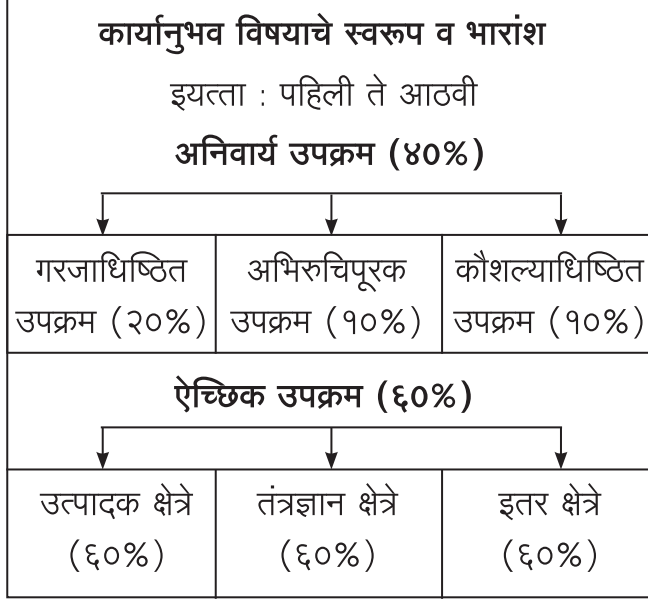 कार्यानुभव विषयाचे स्वरूप व भारांश
इयत्ता : पहिली ते आठवी
अनिवार्य उपक्रम (४०%)
गरजाधिष्ठित
उपक्रम (२०%)
अभिरुचिपूरक
उपक्रम (१०%)
कौशल्याधिष्ठित
उपक्रम (१०%)
ऐच्छिक उपक्रम (६०%)
उत्पादक क्षेत्रे
(६०%)
तंत्रज्ञान क्षेत्रे
(६०%)
इतर क्षेत्रे
(६०%)